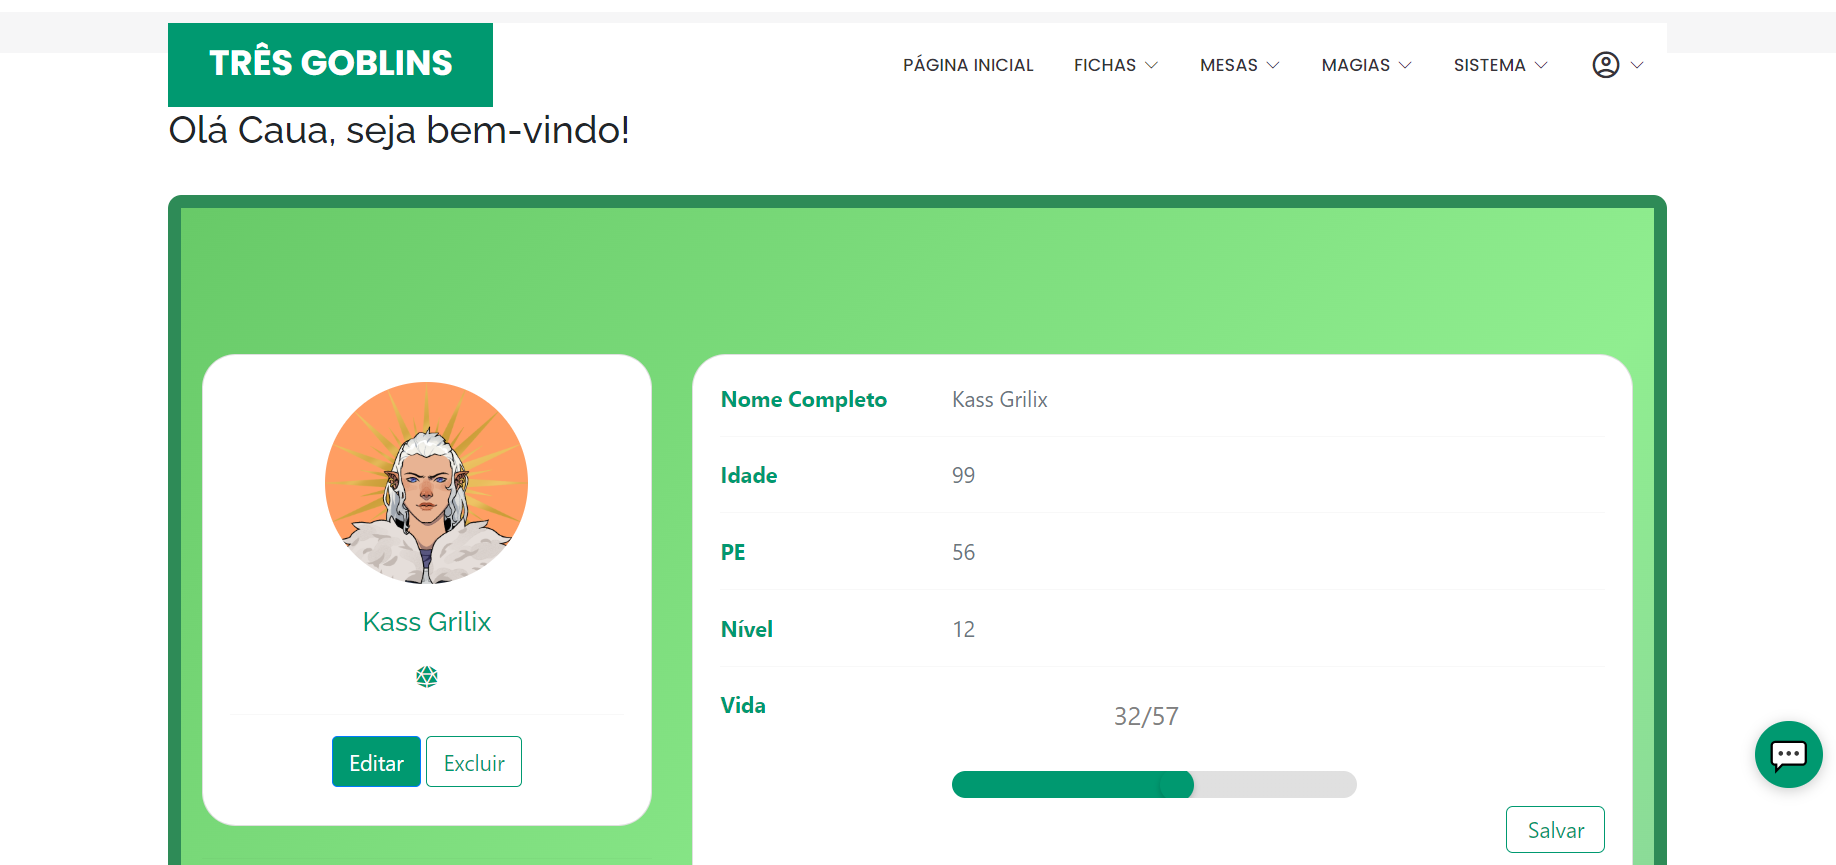 TRÊS GOBLINS
PÁGINA INICIAL FICHAS MESAS MAGIAS SISTEMA
Olá Caua, seja bem-vindo!
Kass Grilix
Editar Excluir
Nome Completo Kass Grilix
Idade 99
PE 56
Nível 12
Vida 32/57
Salvar